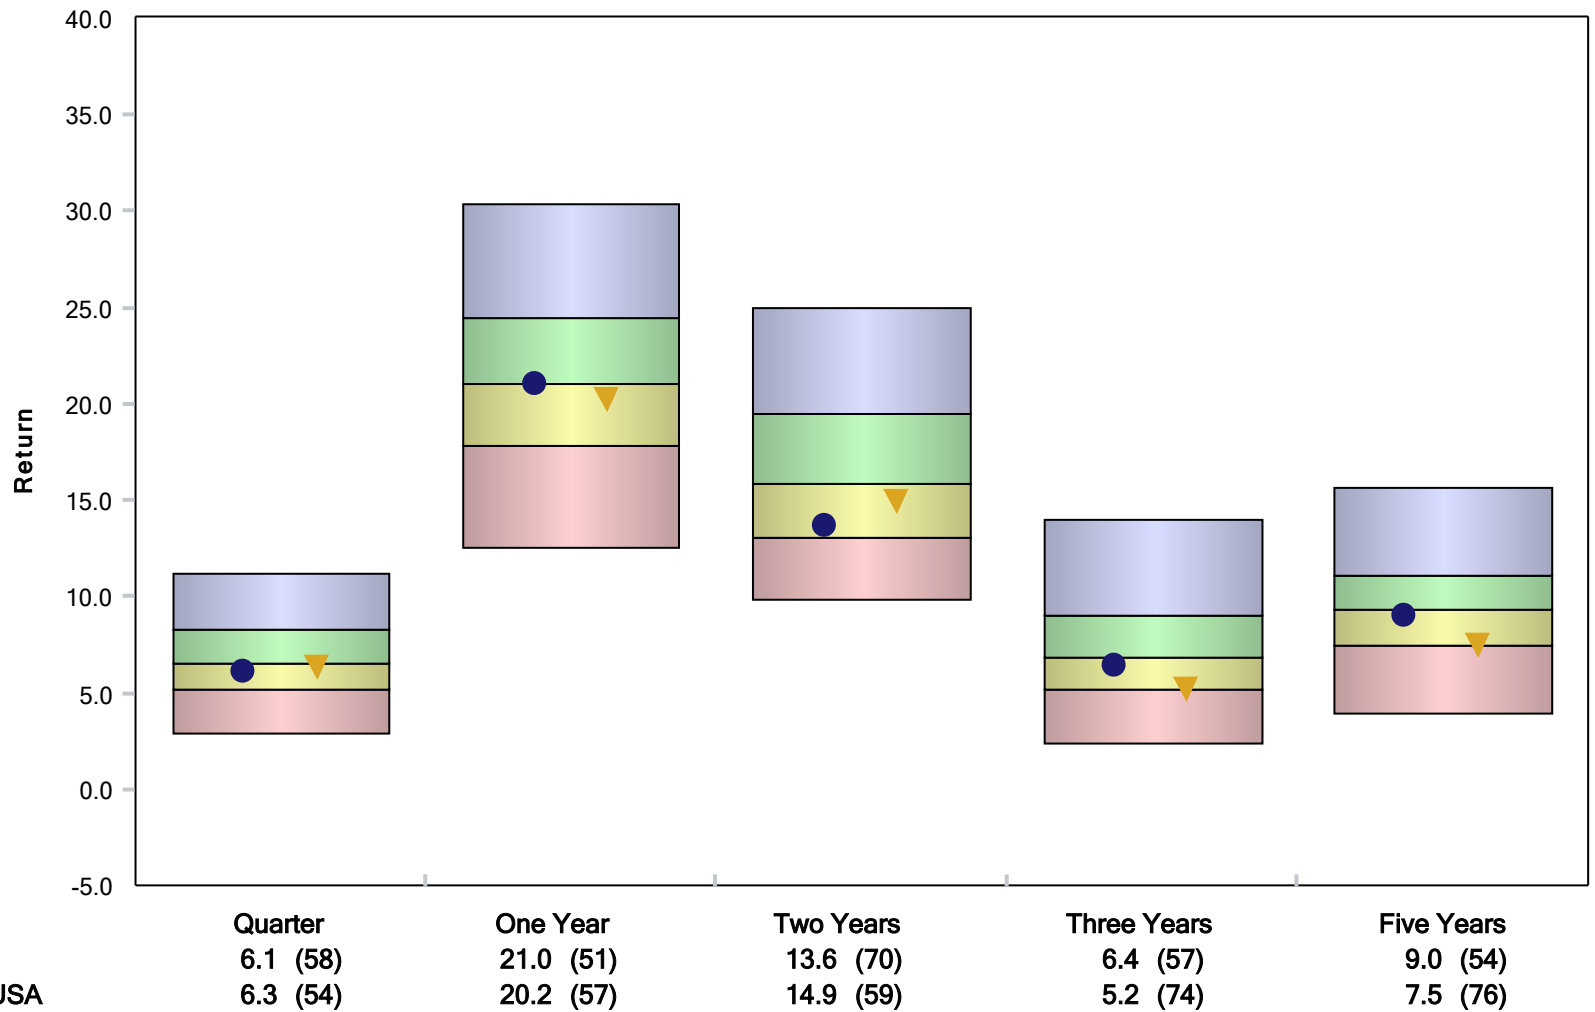 40.0
35.0
30.0
25.0
20.0
15.0
10.0
5.0
0.0
-5.0
Return
Quarter One Year Two Years Three Years Five Years
6.1 (58) 21.0 (51) 13.6 (70) 6.4 (57) 9.0 (54)
USA 6.3 (54) 20.2 (57) 14.9 (59) 5.2 (74) 7.5 (76)